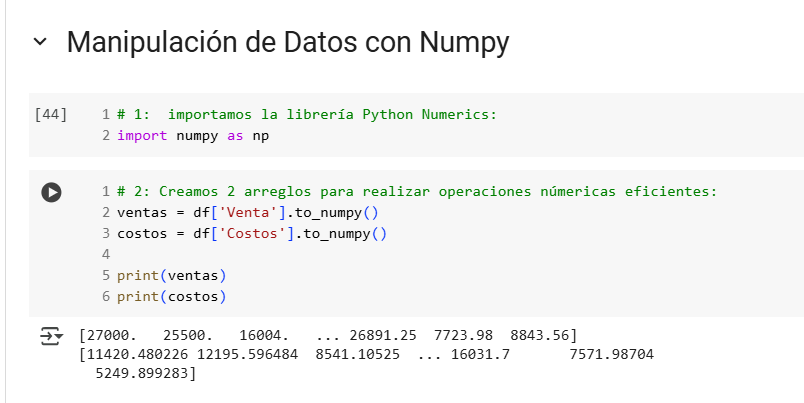 Manipulación de Datos con Numpy
[44]
1 # 1:  importamos la librería Python Numerics:
2 import numpy as np
1 # 2: Creamos 2 arreglos para realizar operaciones númericas eficientes:
2 ventas = df['Venta'].to_numpy()
3 costos = df['Costos'].to_numpy()
4
5 print(ventas)
6 print(costos)
[27000.   25500.   16004.   ... 26891.25  7723.98  8843.56]
[11420.480226 12195.596484  8541.10525  ... 16031.7       7571.98704
  5249.899283]